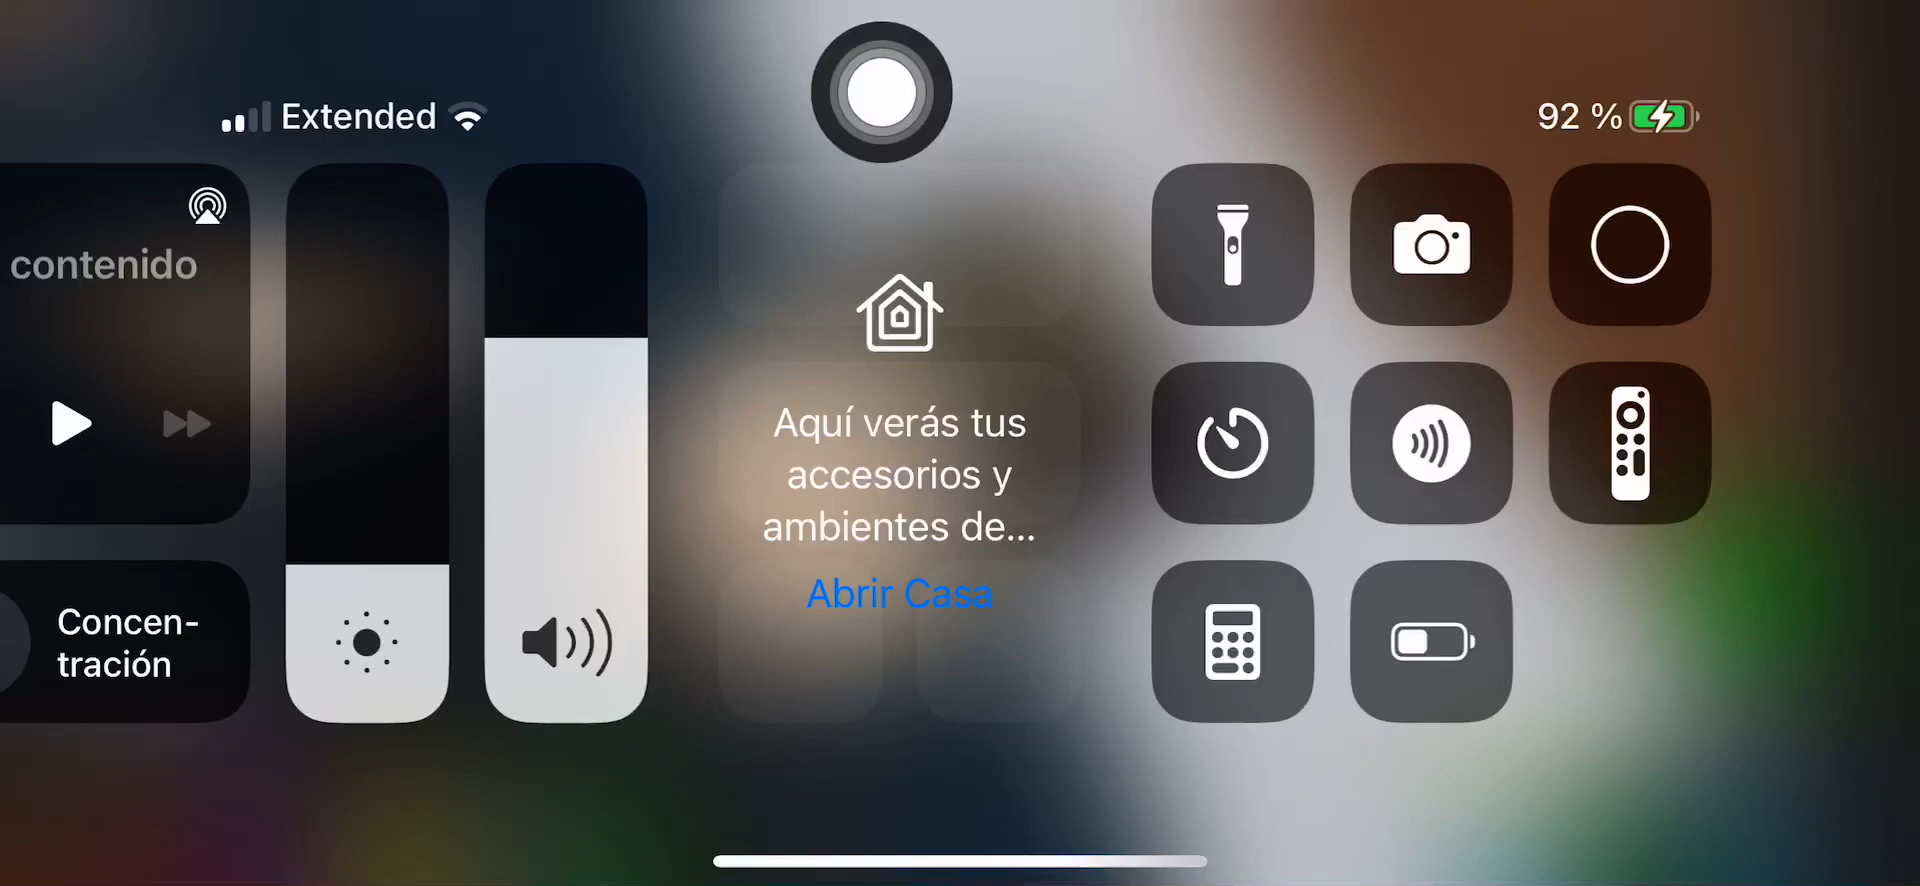 Extended
92 %
contenido
Concen-
tración
Aquí verás tus
accesorios y
ambientes de...
Abrir Casa